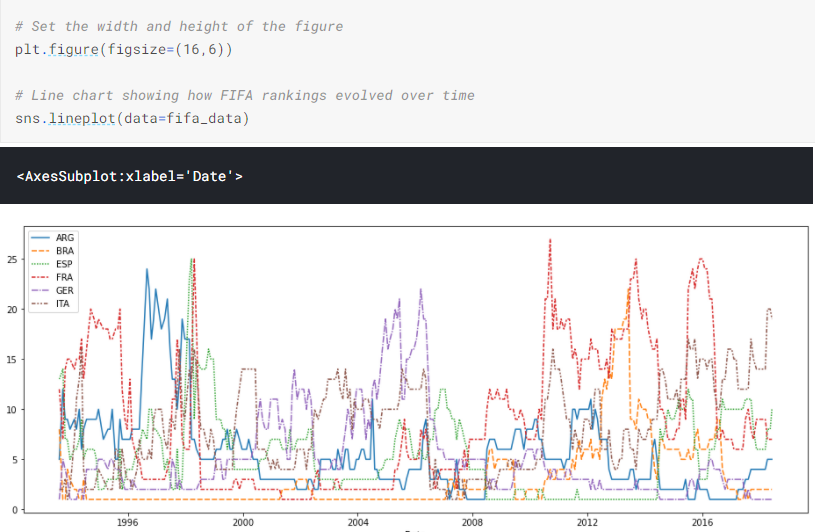 # Set the width and height of the figure
plt.figure(figsize=(16,6))
# Line chart showing how FIFA rankings evolved over time
sns.lineplot(data=fifa_data)
<AxesSubplot:xlabel='Date'>
ARG
BRA
ESP
FRA
GER
ITA
25
20
15
10
5
0
1996 2000 2004 2008 2012 2016